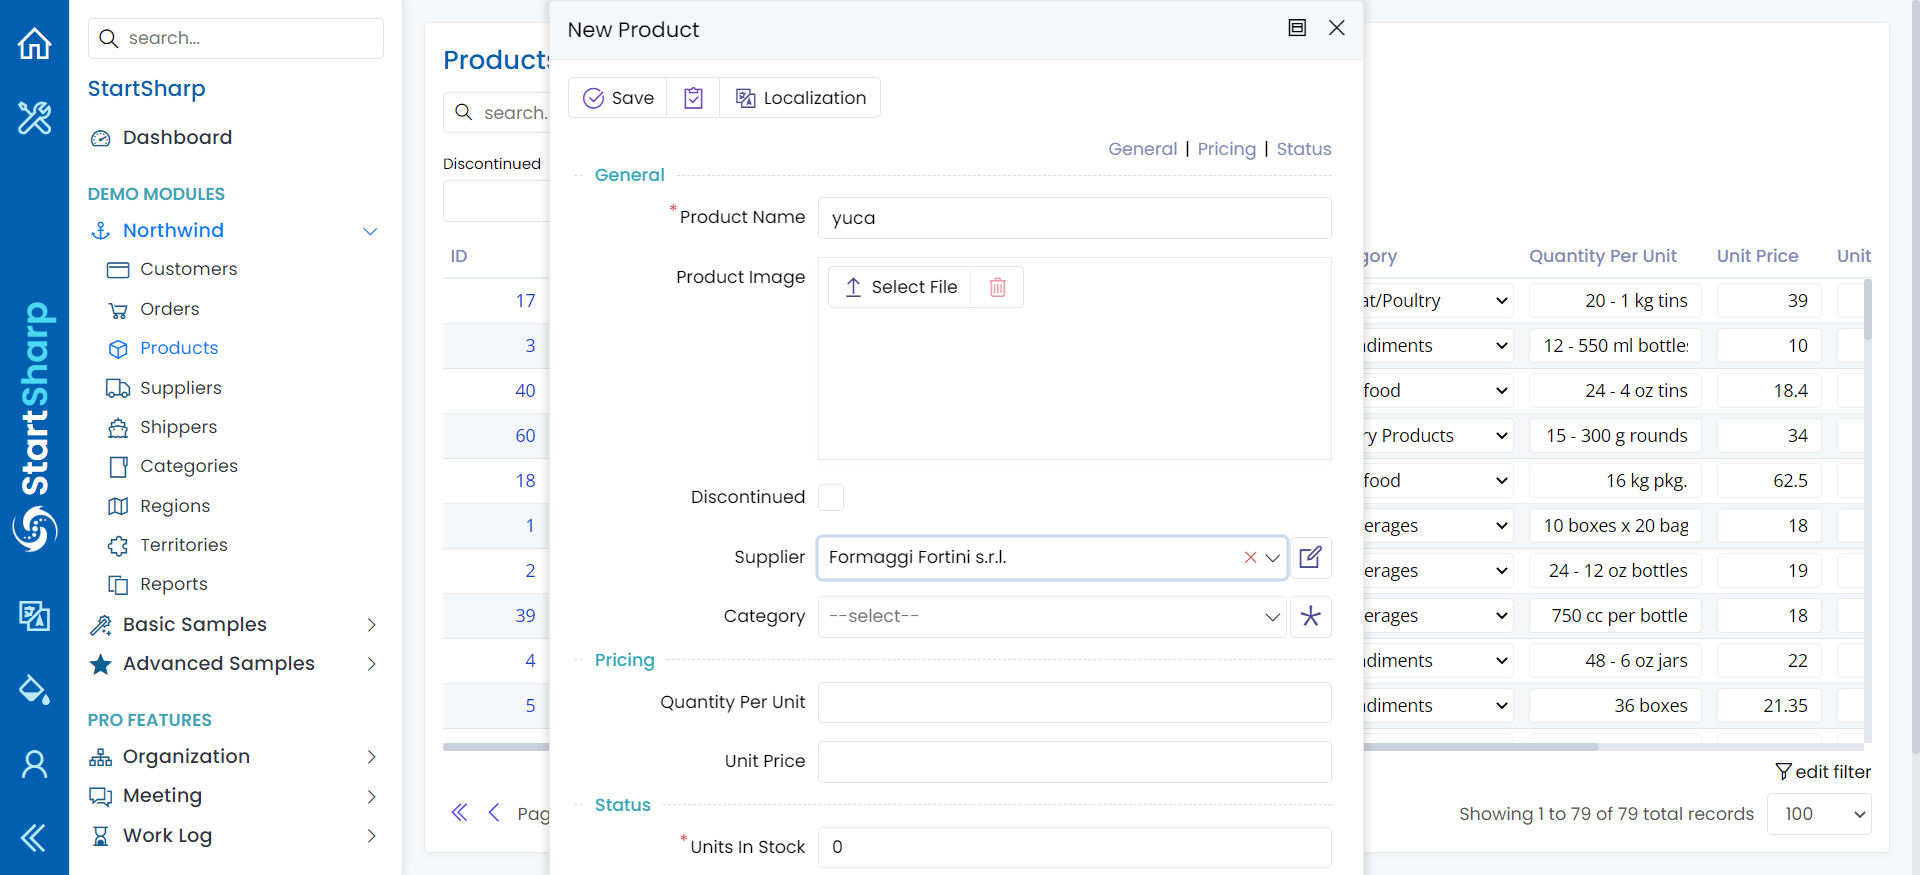 search...
StartSharp
Dashboard
DEMO MODULES
Northwind
Customers
Orders
Products
Suppliers
Shippers
Categories
Regions
Territories
Reports
Basic Samples
Advanced Samples
PRO FEATURES
Organization
Meeting
Work Log
StartSharp
Products
search.
Discontinued
ID
17
3
40
60
18
1
2
39
4
5
Pag
New Product
Save
Localization
General | Pricing | Status
General
* Product Name yuca
Product Image
Select File
Discontinued
Supplier Formaggi Fortini s.r.l.
Category --select--
Pricing
Quantity Per Unit
Unit Price
Status
* Units In Stock 0
gory Quantity Per Unit Unit Price Unit
at/Poultry 20 - 1 kg tins 39
diments 12 - 550 ml bottles 10
food 24 - 4 oz tins 18.4
ry Products 15 - 300 g rounds 34
food 16 kg pkg. 62.5
erages 10 boxes x 20 bag 18
erages 24 - 12 oz bottles 19
erages 750 cc per bottle 18
diments 48 - 6 oz jars 22
diments 36 boxes 21.35
edit filter
Showing 1 to 79 of 79 total records 100